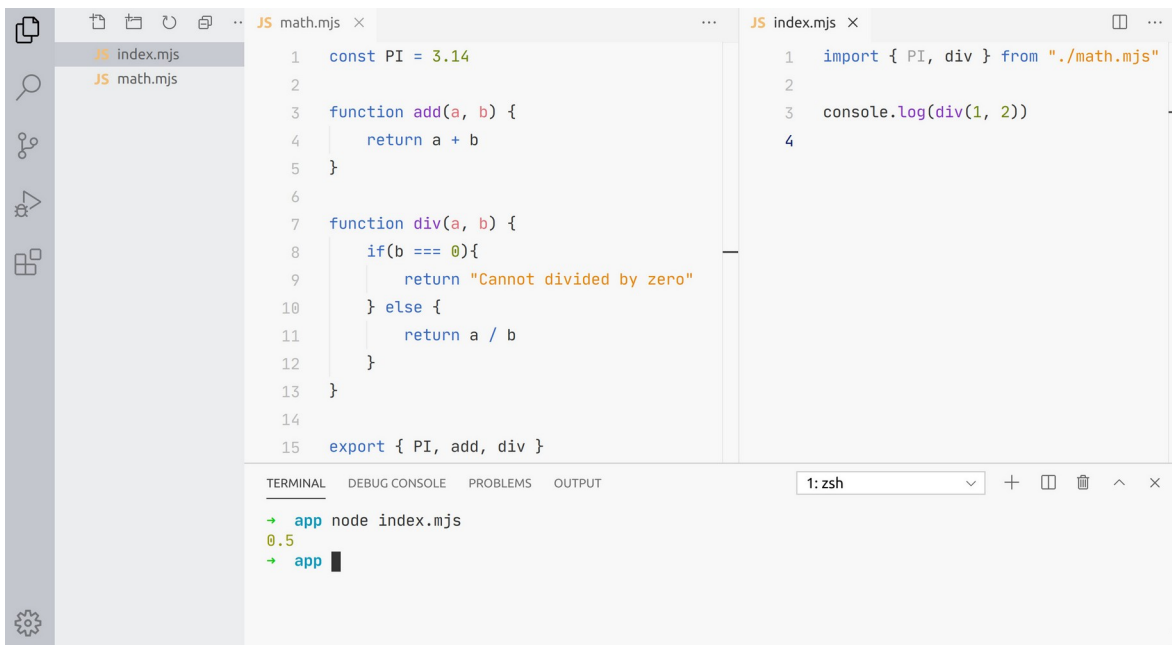 JS index.mjs
JS math.mjs
JS math.mjs
1 const PI = 3.14
2
3 function add(a, b) {
4     return a + b
5 }
6
7 function div(a, b) {
8     if(b === 0){
9         return "Cannot divided by zero"
10     } else {
11         return a / b
12     }
13 }
14
15 export { PI, add, div }
JS index.mjs
1 import { PI, div } from "./math.mjs"
2
3 console.log(div(1, 2))
4
TERMINAL DEBUG CONSOLE PROBLEMS OUTPUT 1: zsh
→ app node index.mjs
0.5
→ app